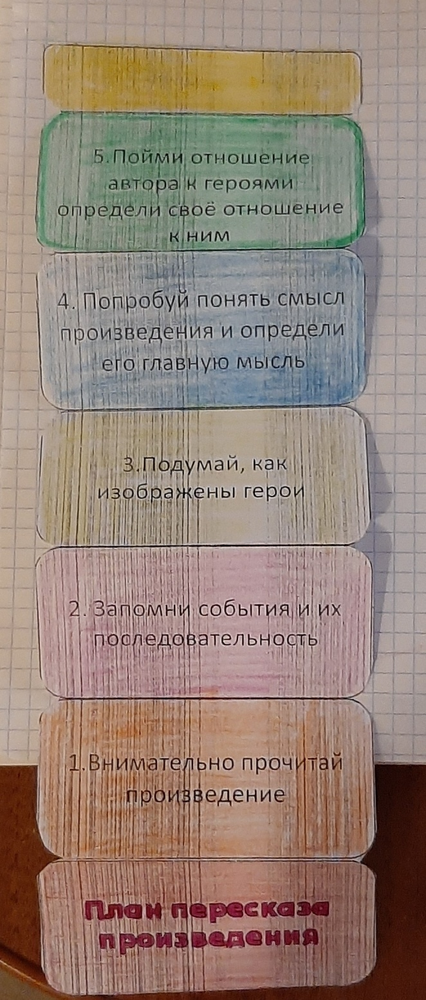 5.Пойми отношение
автора к героями
определи своё отношение
к ним
4. Попробуй понять смысл
произведения и определи
его главную мысль
3.Подумай, как
изображены герои
2. Запомни события и их
последовательность
1.Внимательно прочитай
произведение
План пересказа
произведения